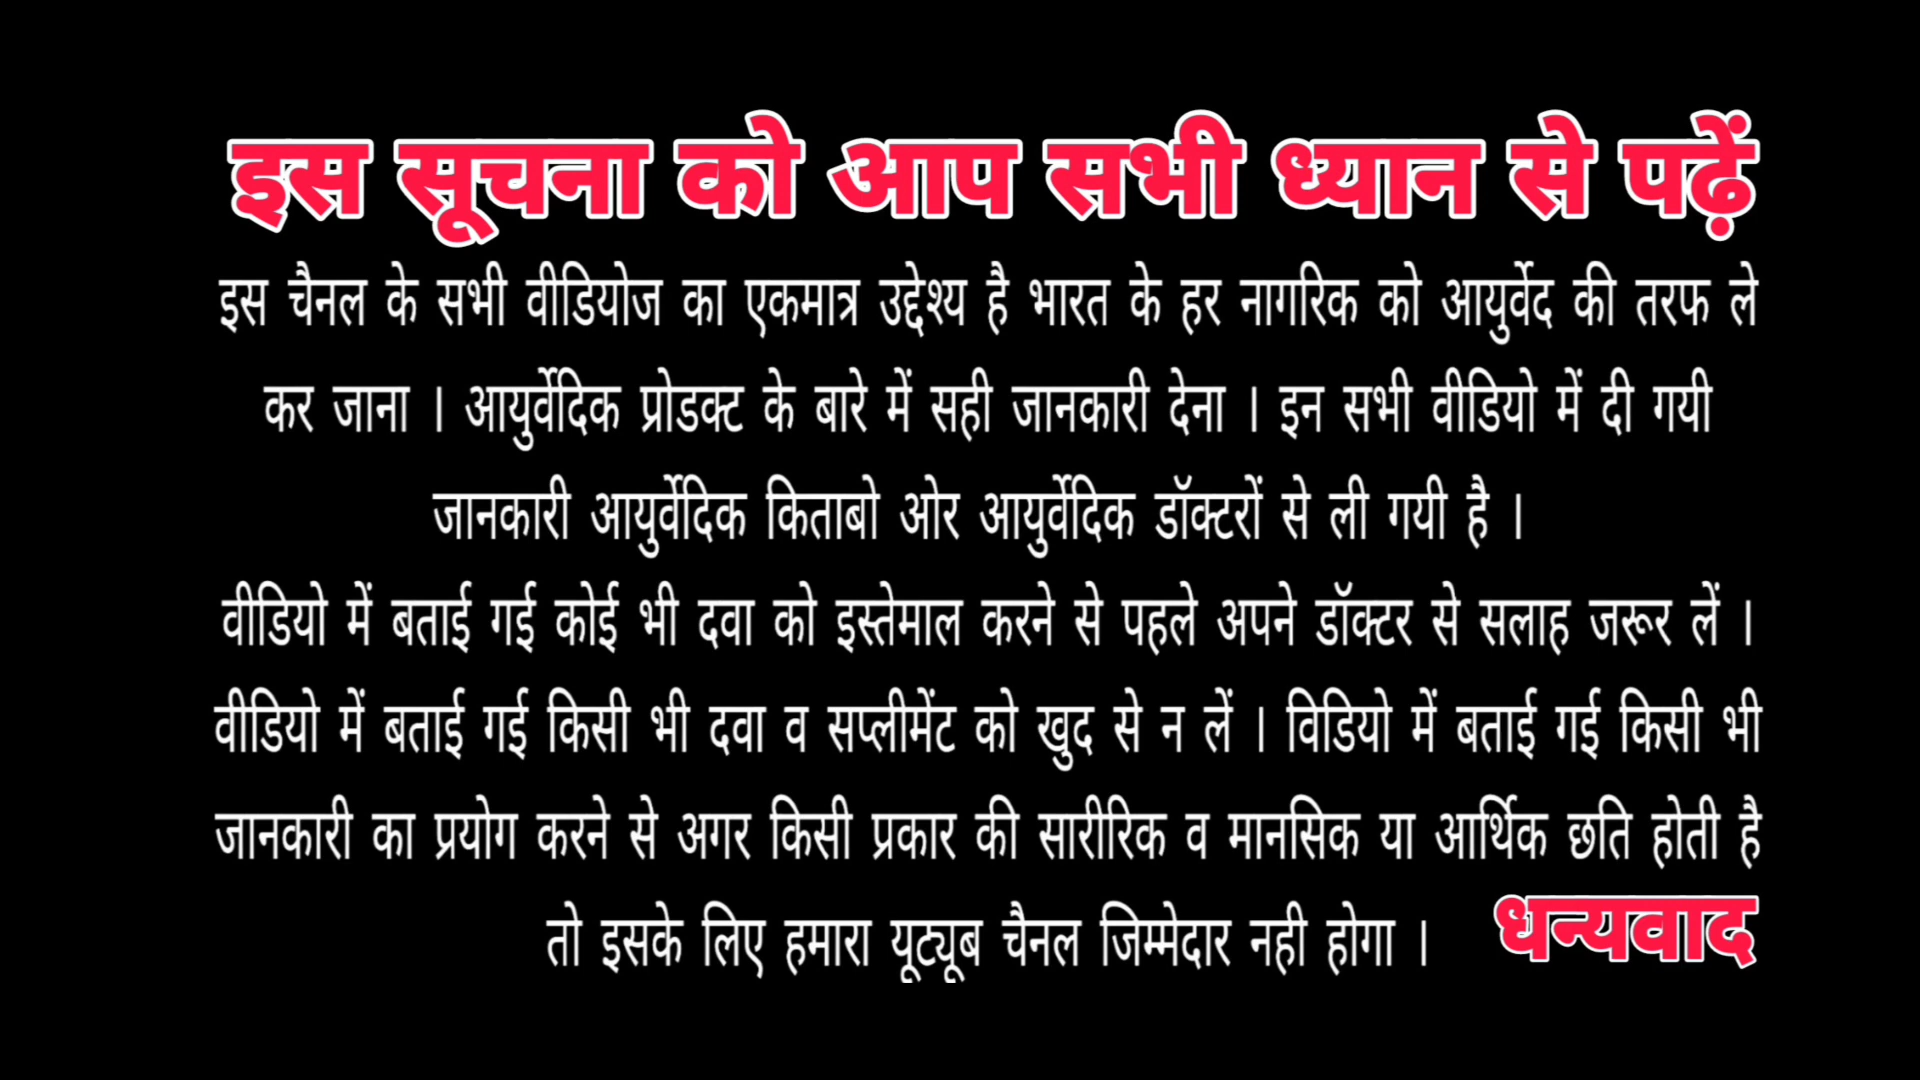 इस सूचना को आप सभी ध्यान से पढ़ें
इस चैनल के सभी वीडियोज का एकमात्र उद्देश्य है भारत के हर नागरिक को आयुर्वेद की तरफ ले
कर जाना । आयुर्वेदिक प्रोडक्ट के बारे में सही जानकारी देना । इन सभी वीडियो में दी गयी
जानकारी आयुर्वेदिक किताबो ओर आयुर्वेदिक डॉक्टरों से ली गयी है ।
वीडियो में बताई गई कोई भी दवा को इस्तेमाल करने से पहले अपने डॉक्टर से सलाह जरूर लें ।
वीडियो में बताई गई किसी भी दवा व सप्लीमेंट को खुद से न लें । विडियो में बताई गई किसी भी
जानकारी का प्रयोग करने से अगर किसी प्रकार की सारीरिक व मानसिक या आर्थिक छति होती है
तो इसके लिए हमारा यूट्यूब चैनल जिम्मेदार नही होगा ।
धन्यवाद